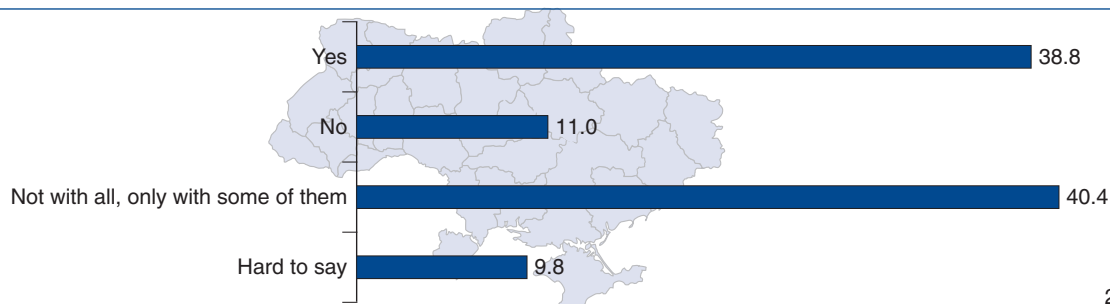 Yes 38.8
No 11.0
Not with all, only with some of them 40.4
Hard to say 9.8